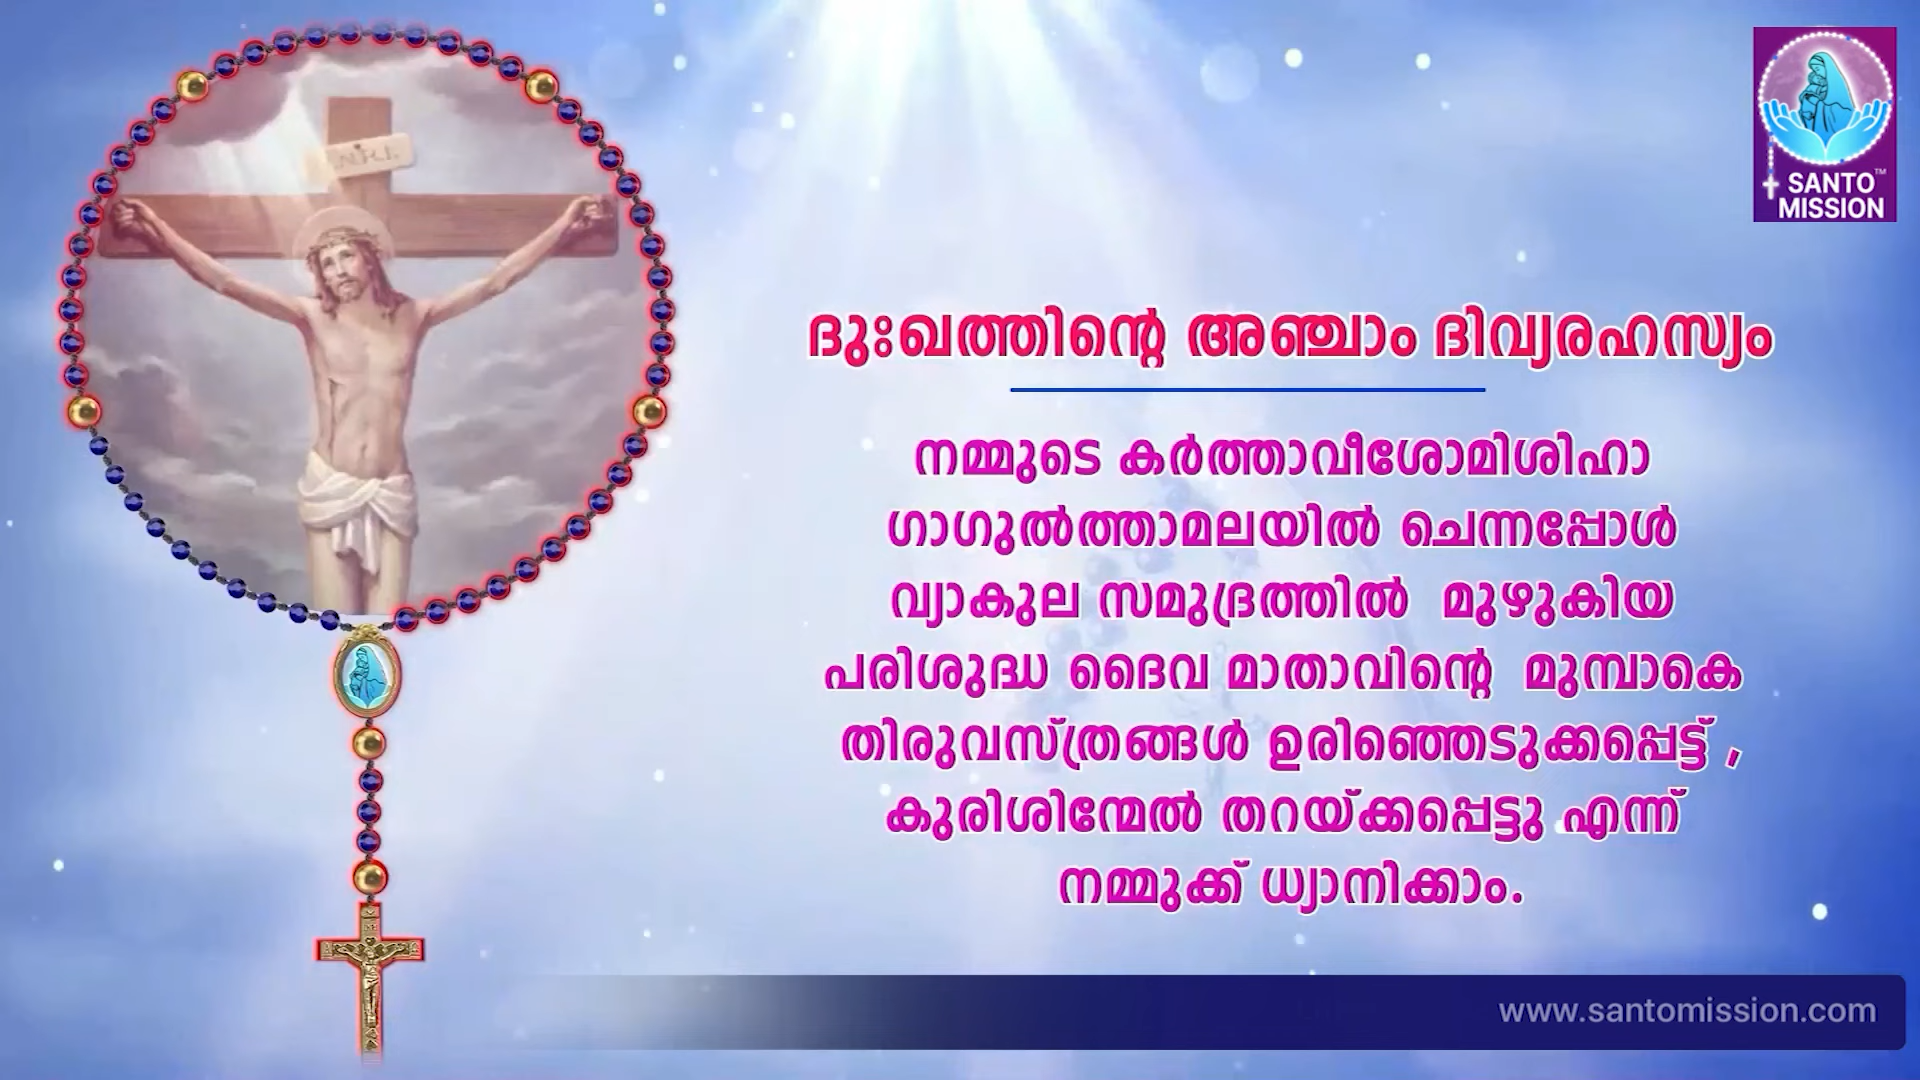 I.N.R.I.
SANTO™
MISSION
ദുഃഖത്തിന്റെ അഞ്ചാം ദിവ്യരഹസ്യം
നമ്മുടെ കർത്താവീശോമിശിഹാ
ഗാഗുൽത്താമലയിൽ ചെന്നപ്പോൾ
വ്യാകുല സമുദ്രത്തിൽ മുഴുകിയ
പരിശുദ്ധ ദൈവ മാതാവിന്റെ മുമ്പാകെ
തിരുവസ്ത്രങ്ങൾ ഉരിഞ്ഞെടുക്കപ്പെട്ട് ,
കുരിശിന്മേൽ തറയ്ക്കപ്പെട്ടു എന്ന്
നമ്മുക്ക് ധ്യാനിക്കാം.
www.santomission.com